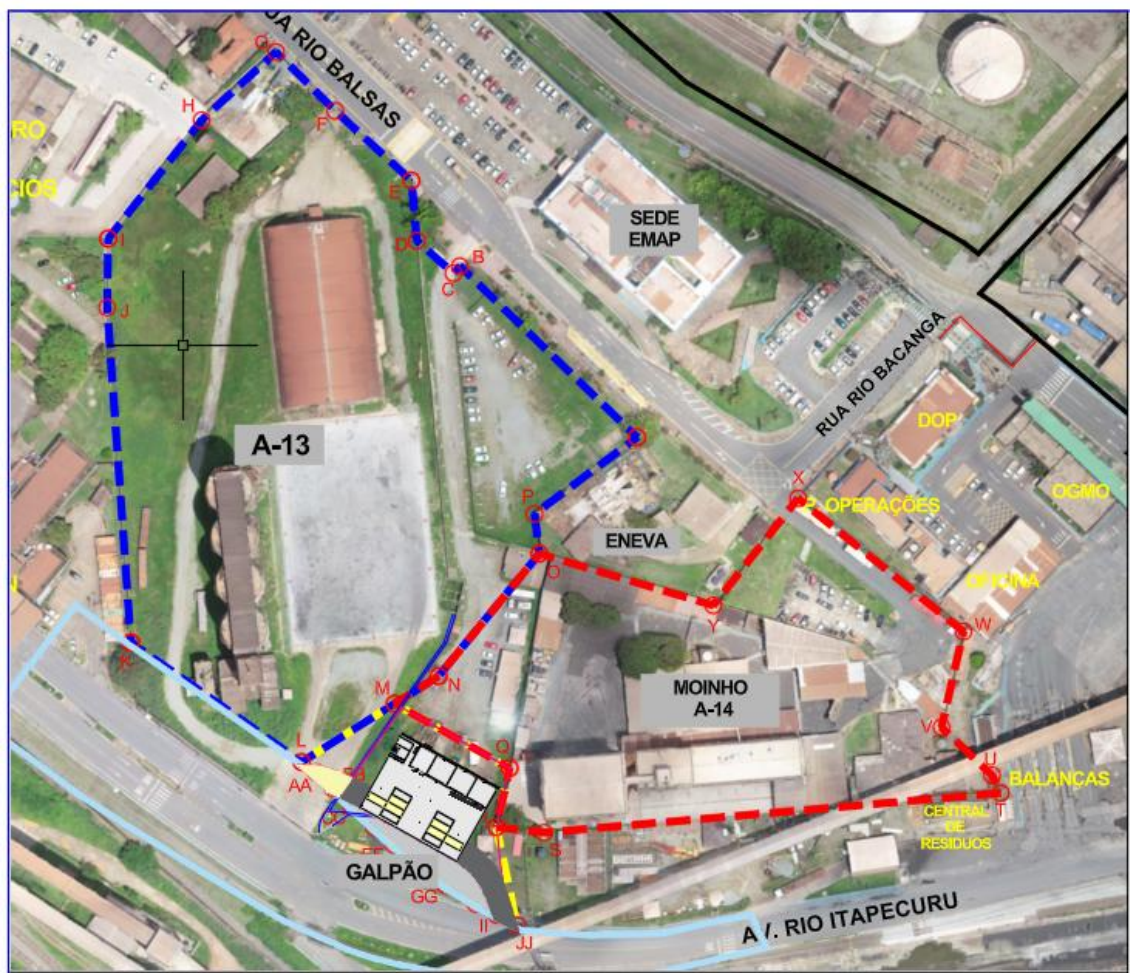 G
RUA RIO BALSAS
H
F
RO
CIOS
E
SEDE
EMAP
I
D
B
C
J
RUA RIO BACANGA
DOP
A-13
X
OGMO
P
OPERAÇÕES
ENEVA
O
OFICINA
Y
W
K
N
M
MOINHO
A-14
V
L
Q
U
AA
BALANÇAS
T
CENTRAL
DE
RESIDUOS
S
GALPÃO
GG
II
AV. RIO ITAPECURU
JJ